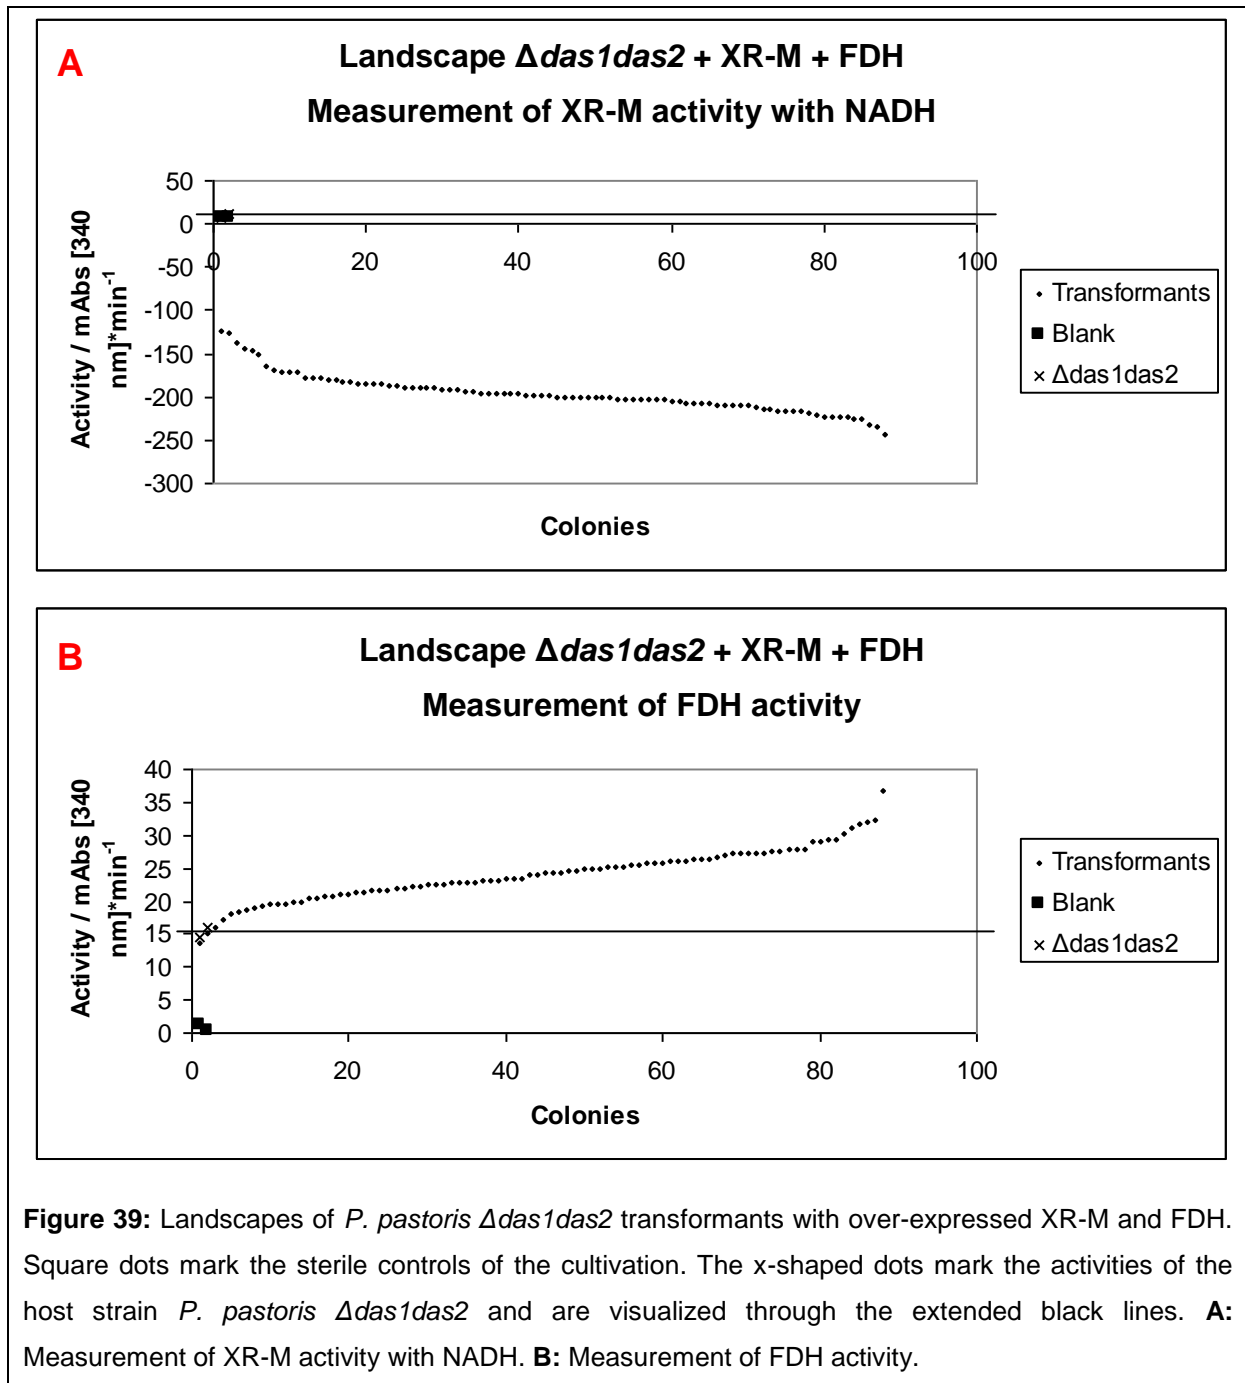 A
Landscape Δdas1das2 + XR-M + FDH
Measurement of XR-M activity with NADH
50
0
-50
-100
-150
-200
-250
-300
0
20
40
60
80
100
Activity / mAbs [340
nm]*min-1
Colonies
Transformants
Blank
Δdas1das2
B
Landscape Δdas1das2 + XR-M + FDH
Measurement of FDH activity
40
35
30
25
20
15
10
5
0
0
20
40
60
80
100
Activity / mAbs [340
nm]*min-1
Colonies
Transformants
Blank
Δdas1das2
Figure 39: Landscapes of P. pastoris Δdas1das2 transformants with over-expressed XR-M and FDH.
Square dots mark the sterile controls of the cultivation. The x-shaped dots mark the activities of the
host strain P. pastoris Δdas1das2 and are visualized through the extended black lines. A:
Measurement of XR-M activity with NADH. B: Measurement of FDH activity.